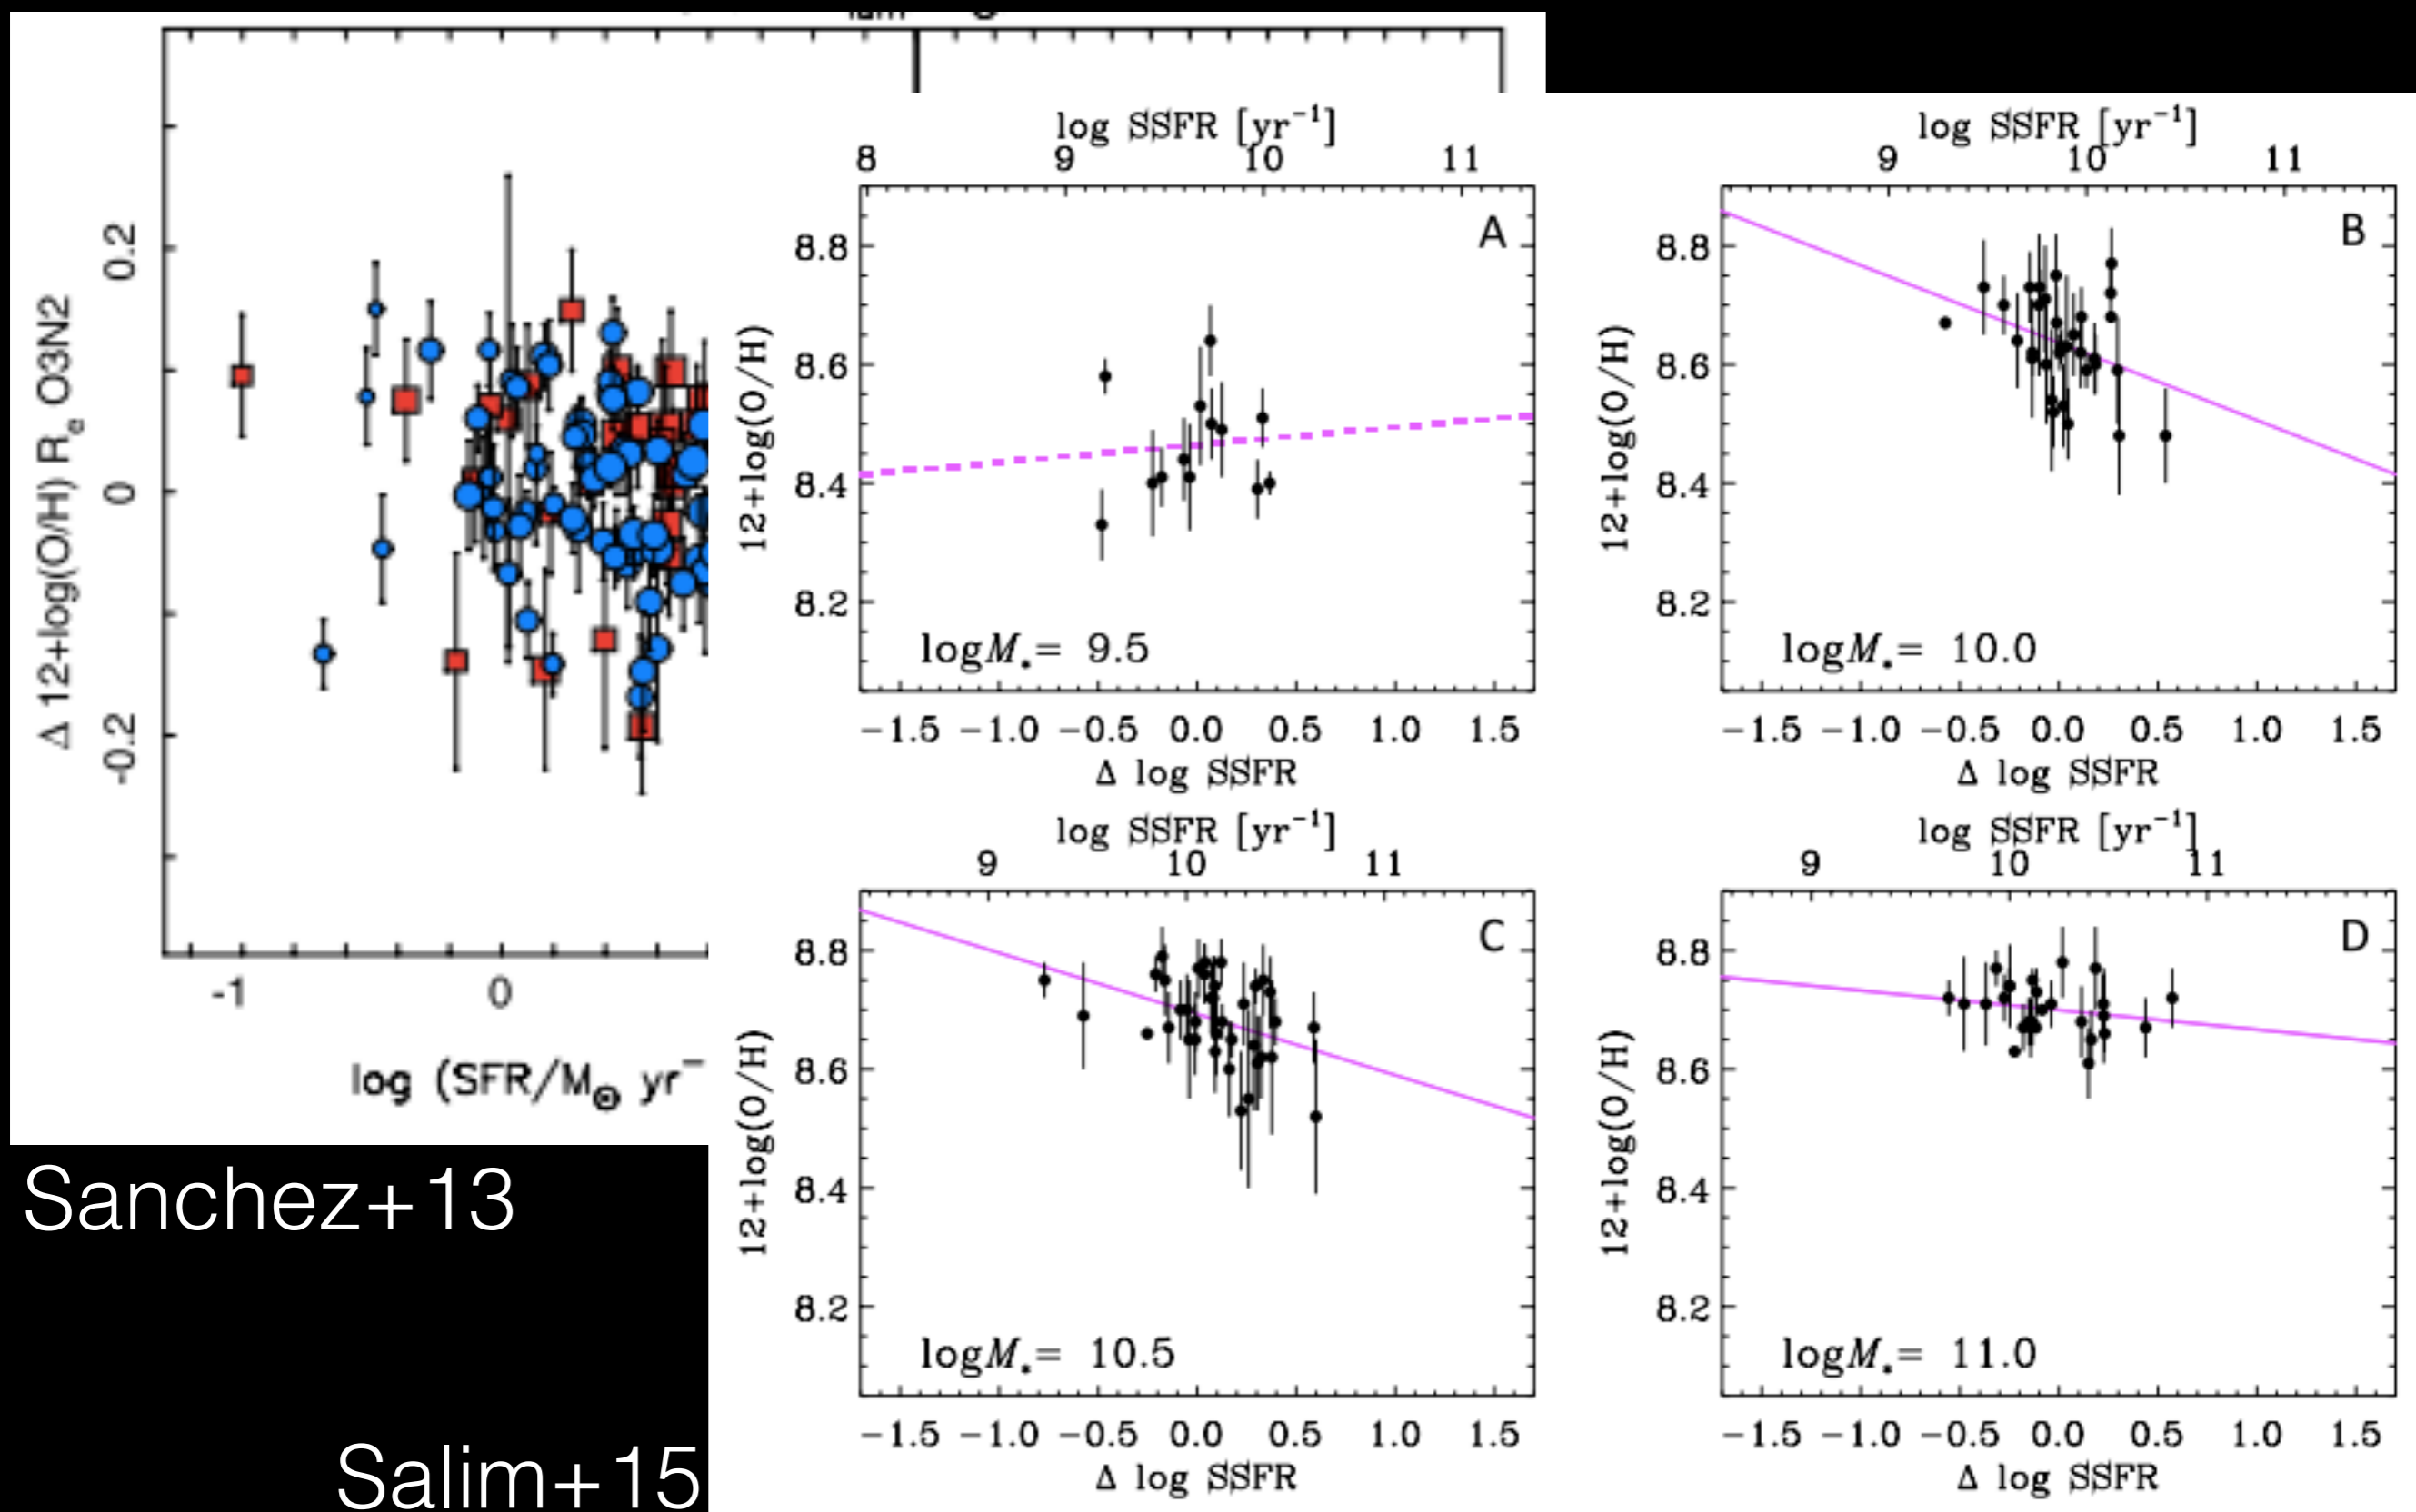 0.2
0
-0.2
Δ 12+log(O/H) Re O3N2
-1 0
log (SFR/M⊙ yr⁻
Sanchez+13
Salim+15
log SSFR [yr⁻¹]
8 9 10 11
A
8.8
8.6
8.4
8.2
12+log(O/H)
logM*= 9.5
−1.5 −1.0 −0.5 0.0 0.5 1.0 1.5
Δ log SSFR
log SSFR [yr⁻¹]
9 10 11
B
8.8
8.6
8.4
8.2
12+log(O/H)
logM*= 10.0
−1.5 −1.0 −0.5 0.0 0.5 1.0 1.5
Δ log SSFR
log SSFR [yr⁻¹]
9 10 11
C
8.8
8.6
8.4
8.2
12+log(O/H)
logM*= 10.5
−1.5 −1.0 −0.5 0.0 0.5 1.0 1.5
Δ log SSFR
log SSFR [yr⁻¹]
9 10 11
D
8.8
8.6
8.4
8.2
12+log(O/H)
logM*= 11.0
−1.5 −1.0 −0.5 0.0 0.5 1.0 1.5
Δ log SSFR